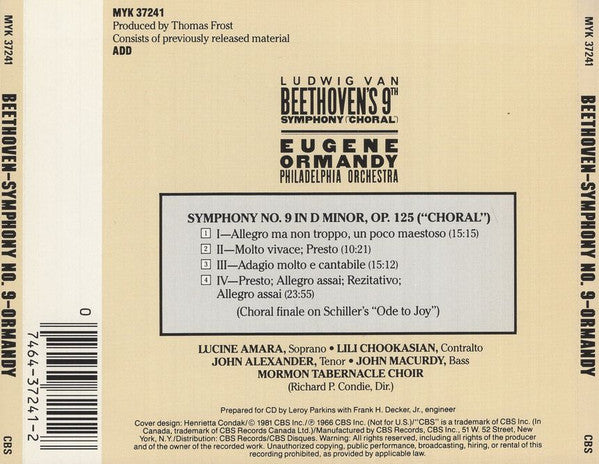 MYK 37241
BEETHOVEN–SYMPHONY NO. 9–ORMANDY
CBS
0
7464-37241-2
MYK 37241
Produced by Thomas Frost
Consists of previously released material
ADD
LUDWIG VAN
BEETHOVEN'S 9TH
SYMPHONY ("CHORAL")
EUGENE
ORMANDY
PHILADELPHIA ORCHESTRA
SYMPHONY NO. 9 IN D MINOR, OP. 125 ("CHORAL")
1 I—Allegro ma non troppo, un poco maestoso (15:15)
2 II—Molto vivace; Presto (10:21)
3 III—Adagio molto e cantabile (15:12)
4 IV—Presto; Allegro assai; Rezitativo;
Allegro assai (23:55)
(Choral finale on Schiller's "Ode to Joy")
LUCINE AMARA, Soprano • LILI CHOOKASIAN, Contralto
JOHN ALEXANDER, Tenor • JOHN MACURDY, Bass
MORMON TABERNACLE CHOIR
(Richard P. Condie, Dir.)
Prepared for CD by Leroy Parkins with Frank H. Decker, Jr., engineer
Cover design: Henrietta Condak/© 1981 CBS Inc./℗ 1966 CBS Inc. (Not for U.S.)/"CBS" is a trademark of CBS Inc. (In
Canada, trademark of CBS Records Canada Ltd.)/Manufactured by CBS Records, CBS Inc., 51 W. 52 Street, New
York, N.Y./Distribution: CBS Records/CBS Disques. Warning: All rights reserved, including all rights of the producer
and of the owner of the recorded work. Unauthorized copying, public performance, broadcasting, hiring, or rental of
this recording prohibited, as provided by applicable law.
MYK 37241
BEETHOVEN–SYMPHONY NO. 9–ORMANDY
CBS